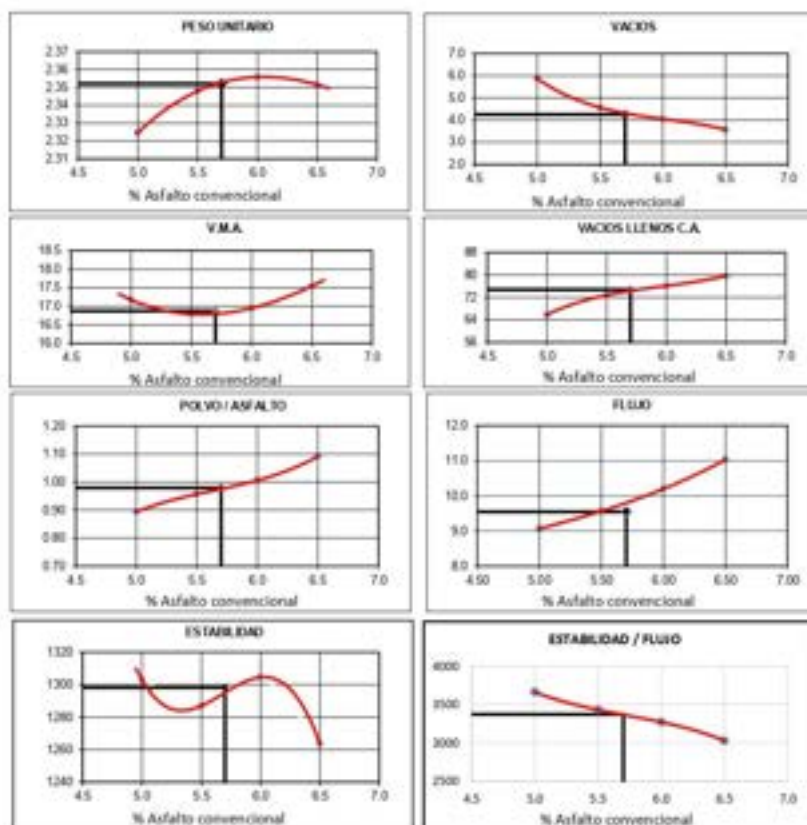 PESO UNITARIO
2.37
2.36
2.35
2.34
2.33
2.32
2.31
4.5 5.0 5.5 6.0 6.5 7.0
% Asfalto convencional
VACIOS
7.0
6.0
5.0
4.0
3.0
2.0
4.5 5.0 5.5 6.0 6.5 7.0
% Asfalto convencional
V.M.A.
18.5
18.0
17.5
17.0
16.5
16.0
4.5 5.0 5.5 6.0 6.5 7.0
% Asfalto convencional
VACIOS LLENOS C.A.
88
80
72
64
56
4.5 5.0 5.5 6.0 6.5 7.0
% Asfalto convencional
POLVO / ASFALTO
1.20
1.10
1.00
0.90
0.80
0.70
4.5 5.0 5.5 6.0 6.5 7.0
% Asfalto convencional
FLUJO
12.0
11.0
10.0
9.0
8.0
4.50 5.00 5.50 6.00 6.50 7.00
% Asfalto convencional
ESTABILIDAD
1320
1300
1280
1260
1240
4.5 5.0 5.5 6.0 6.5 7.0
% Asfalto convencional
ESTABILIDAD / FLUJO
4000
3500
3000
2500
4.5 5.0 5.5 6.0 6.5 7.0
% Asfalto convencional